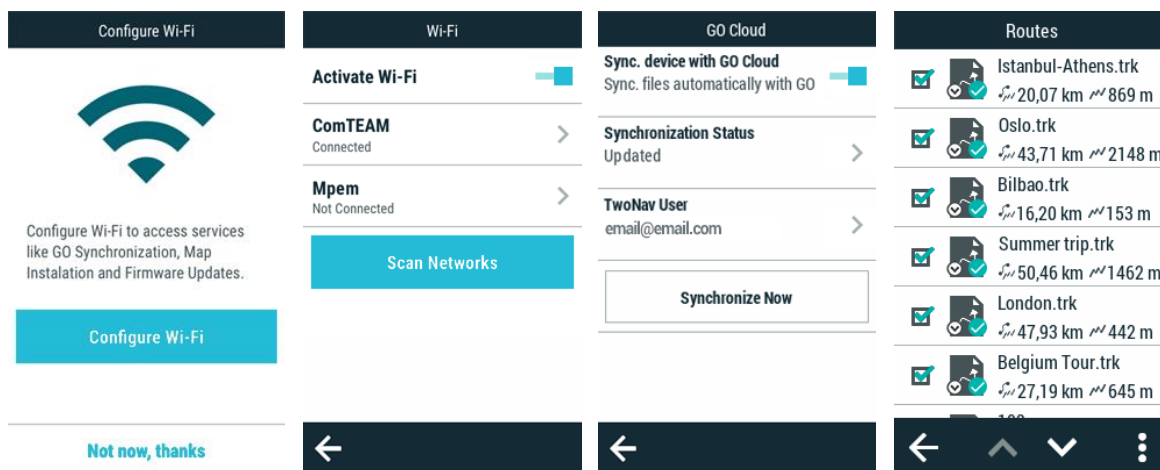 Configure Wi-Fi
Configure Wi-Fi to access services
like GO Synchronization, Map
Instalation and Firmware Updates.
Configure Wi-Fi
Not now, thanks
Wi-Fi
Activate Wi-Fi
ComTEAM
Connected
Mpem
Not Connected
Scan Networks
GO Cloud
Sync. device with GO Cloud
Sync. files automatically with GO
Synchronization Status
Updated
TwoNav User
email@email.com
Synchronize Now
Routes
Istanbul-Athens.trk
20,07 km 869 m
Oslo.trk
43,71 km 2148 m
Bilbao.trk
16,20 km 153 m
Summer trip.trk
50,46 km 1462 m
London.trk
47,93 km 442 m
Belgium Tour.trk
27,19 km 645 m